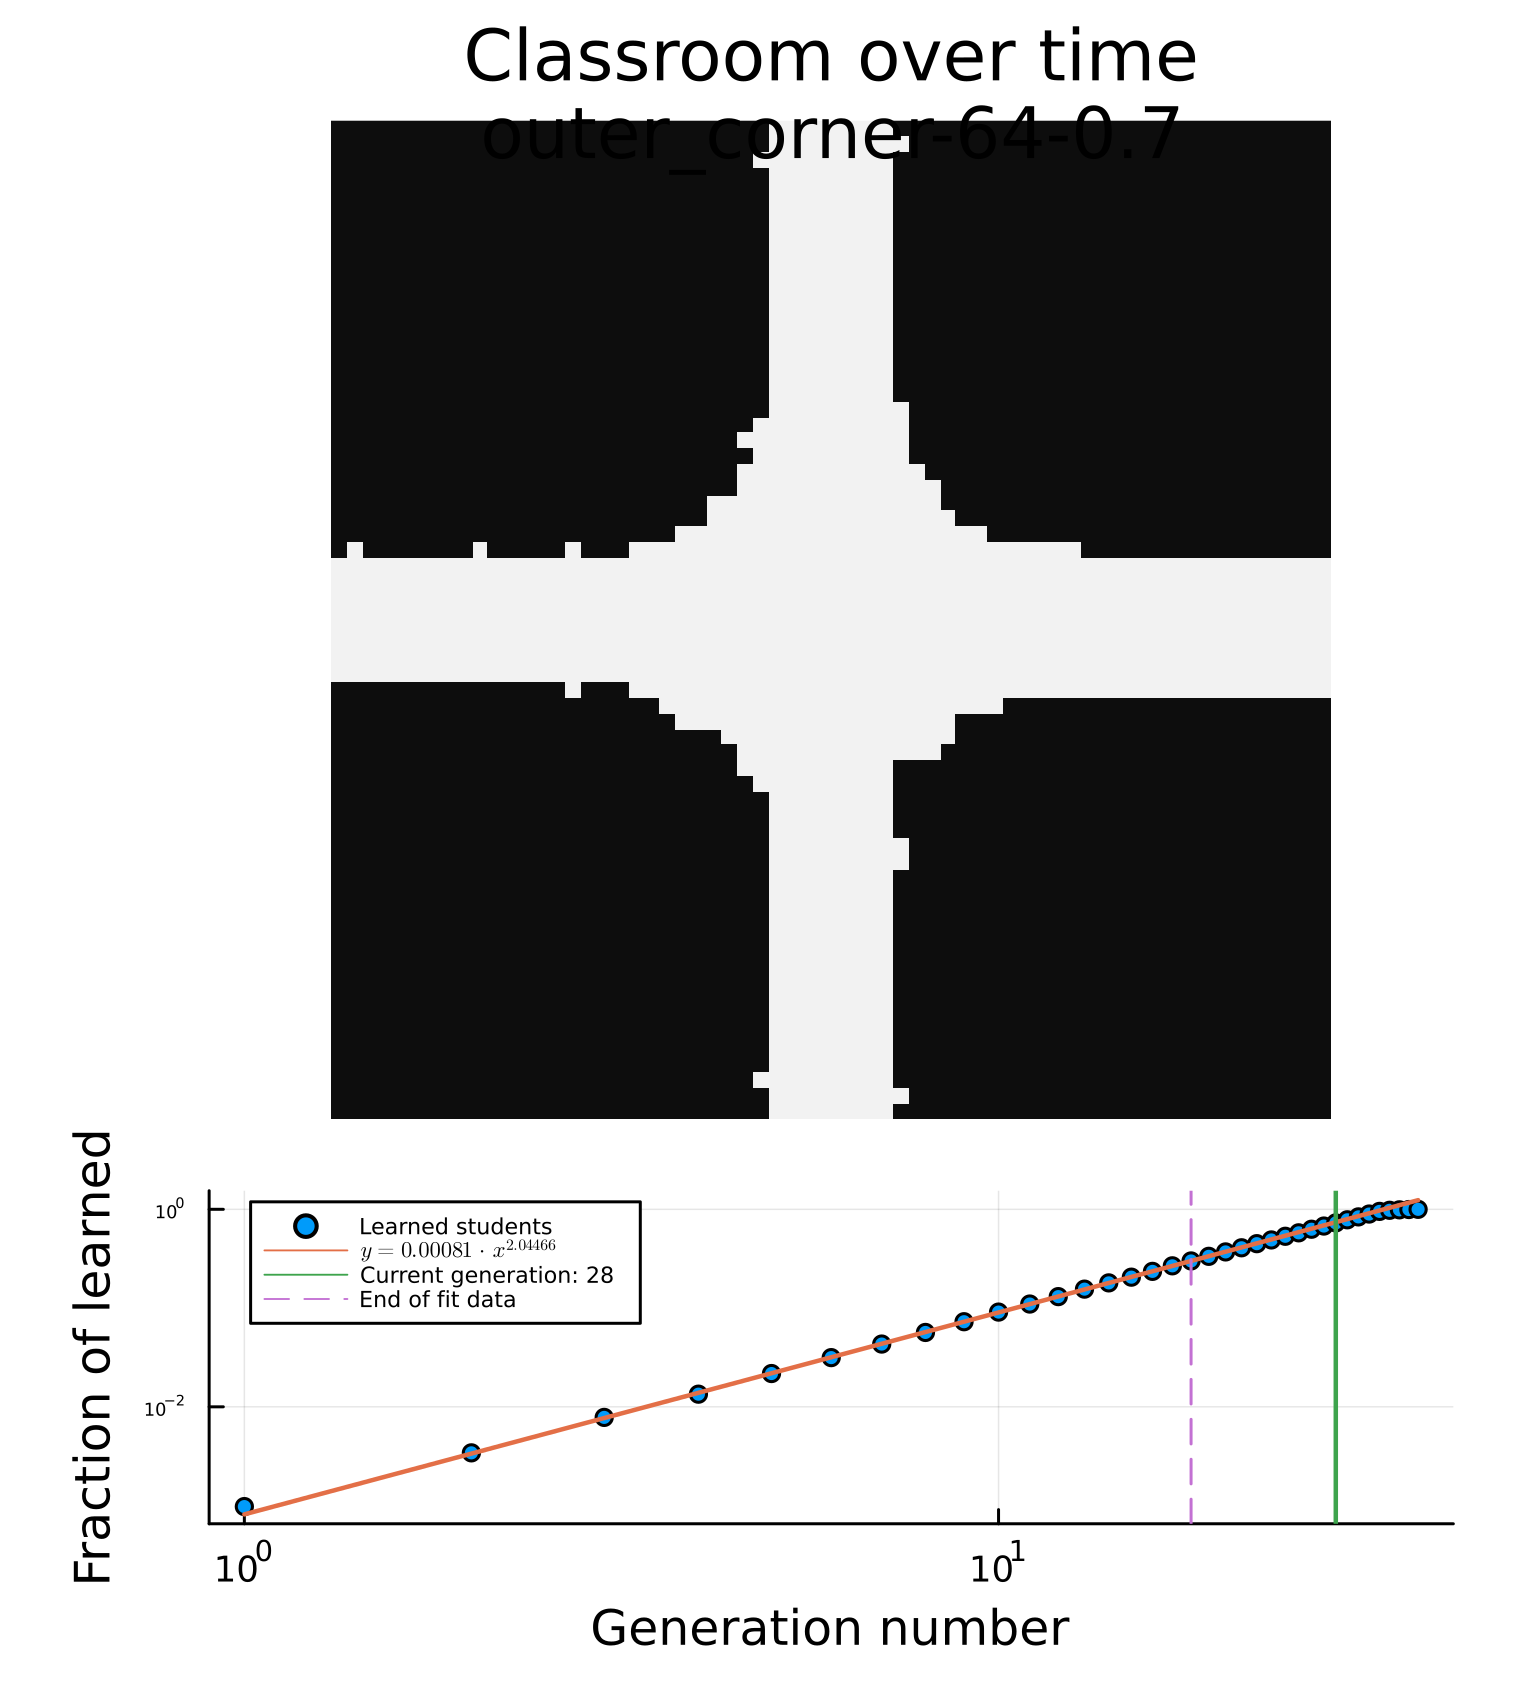 Classroom over time
outer_corner-64-0.7
Fraction of learned
10⁰
10⁻²
Learned students
y = 0.00081 · x^2.04466
Current generation: 28
End of fit data
10⁰
10¹
Generation number